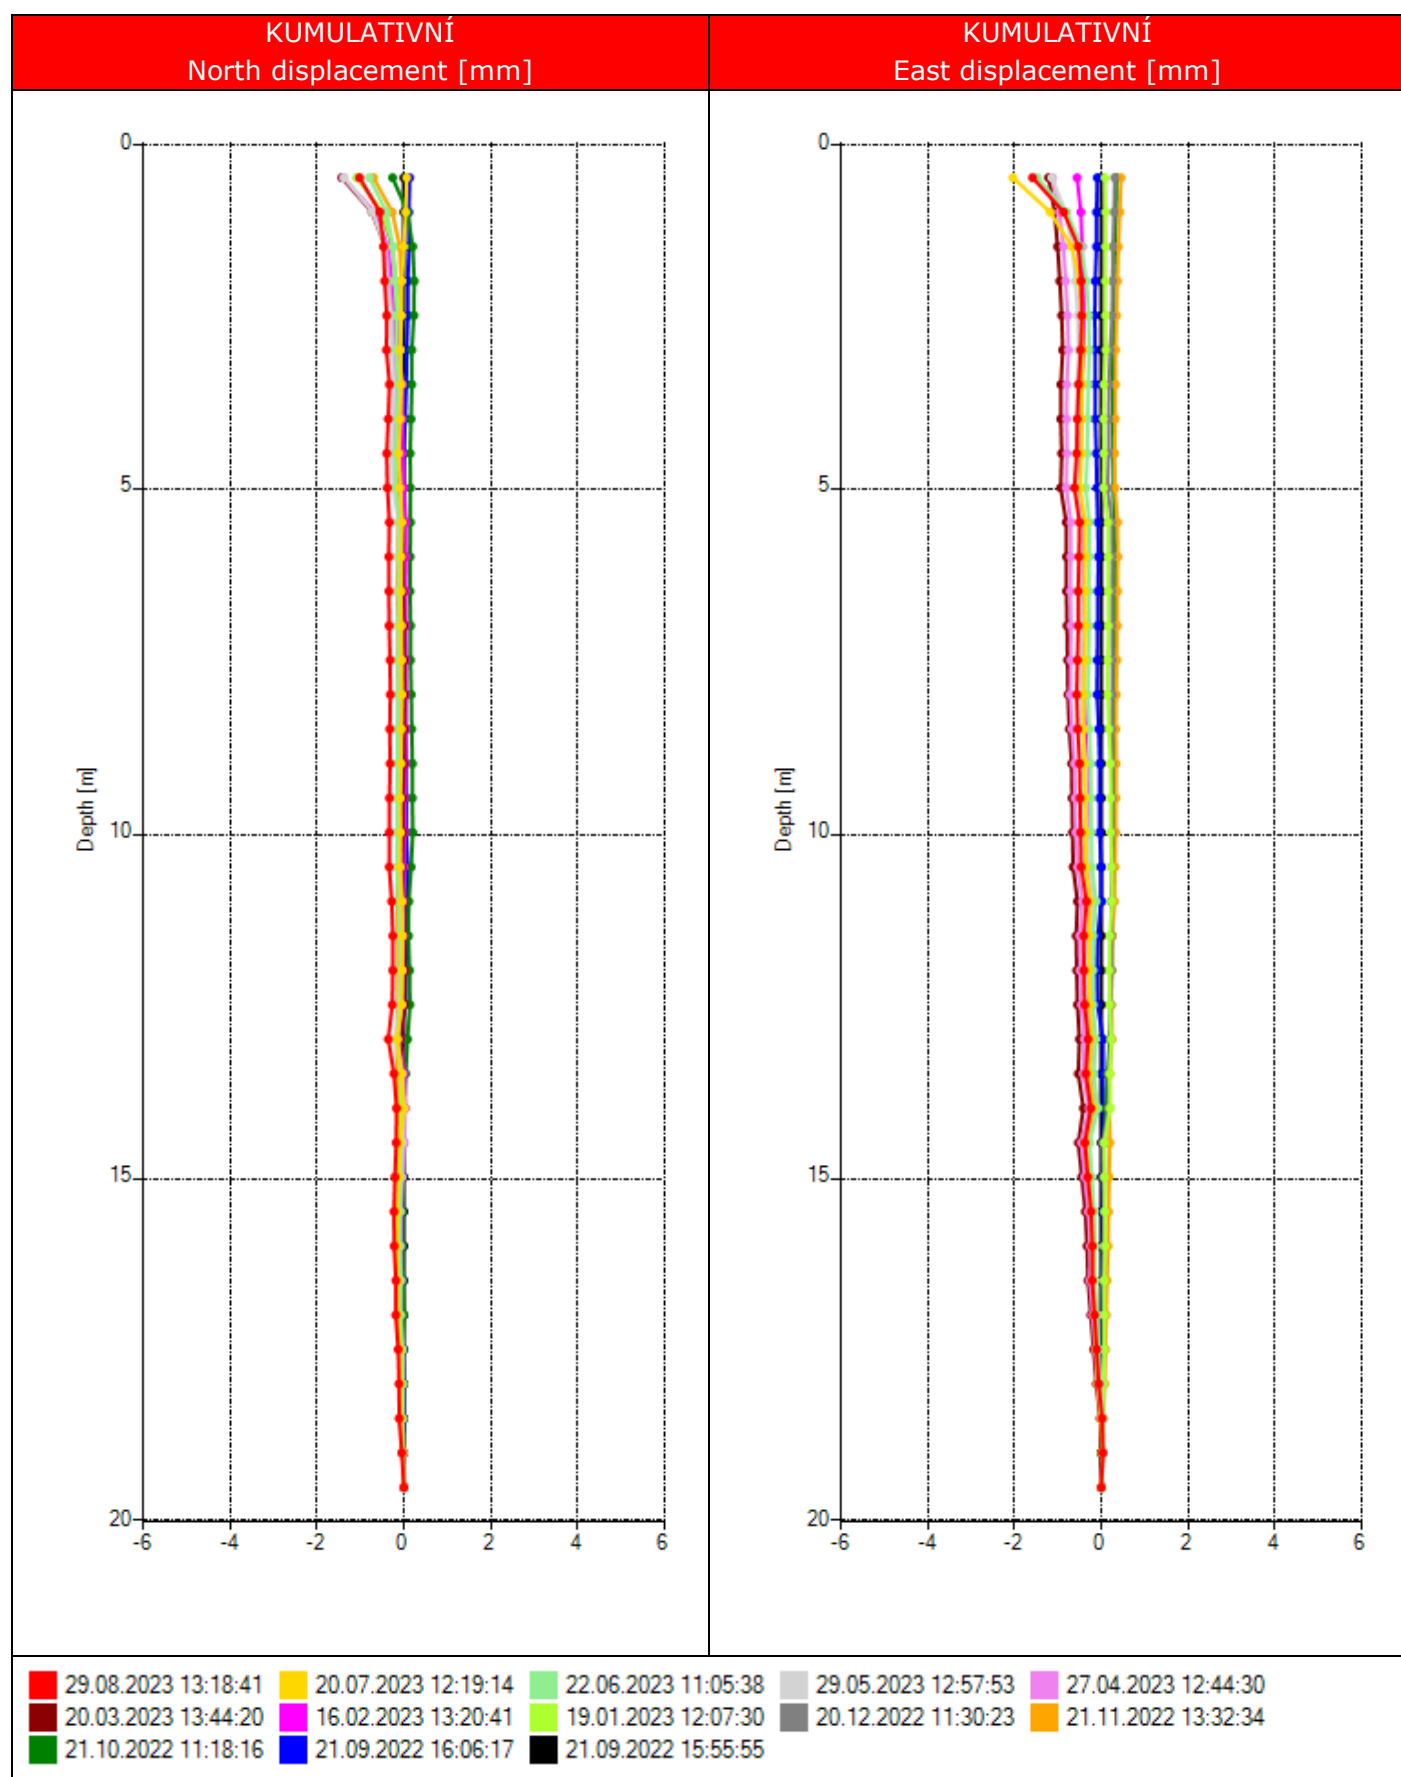 KUMULATIVNÍ
North displacement [mm]
KUMULATIVNÍ
East displacement [mm]
0
5
Depth [m]
10
15
20
-6 -4 -2 0 2 4 6
0
5
Depth [m]
10
15
20
-6 -4 -2 0 2 4 6
29.08.2023 13:18:41 20.07.2023 12:19:14 22.06.2023 11:05:38 29.05.2023 12:57:53 27.04.2023 12:44:30
20.03.2023 13:44:20 16.02.2023 13:20:41 19.01.2023 12:07:30 20.12.2022 11:30:23 21.11.2022 13:32:34
21.10.2022 11:18:16 21.09.2022 16:06:17 21.09.2022 15:55:55